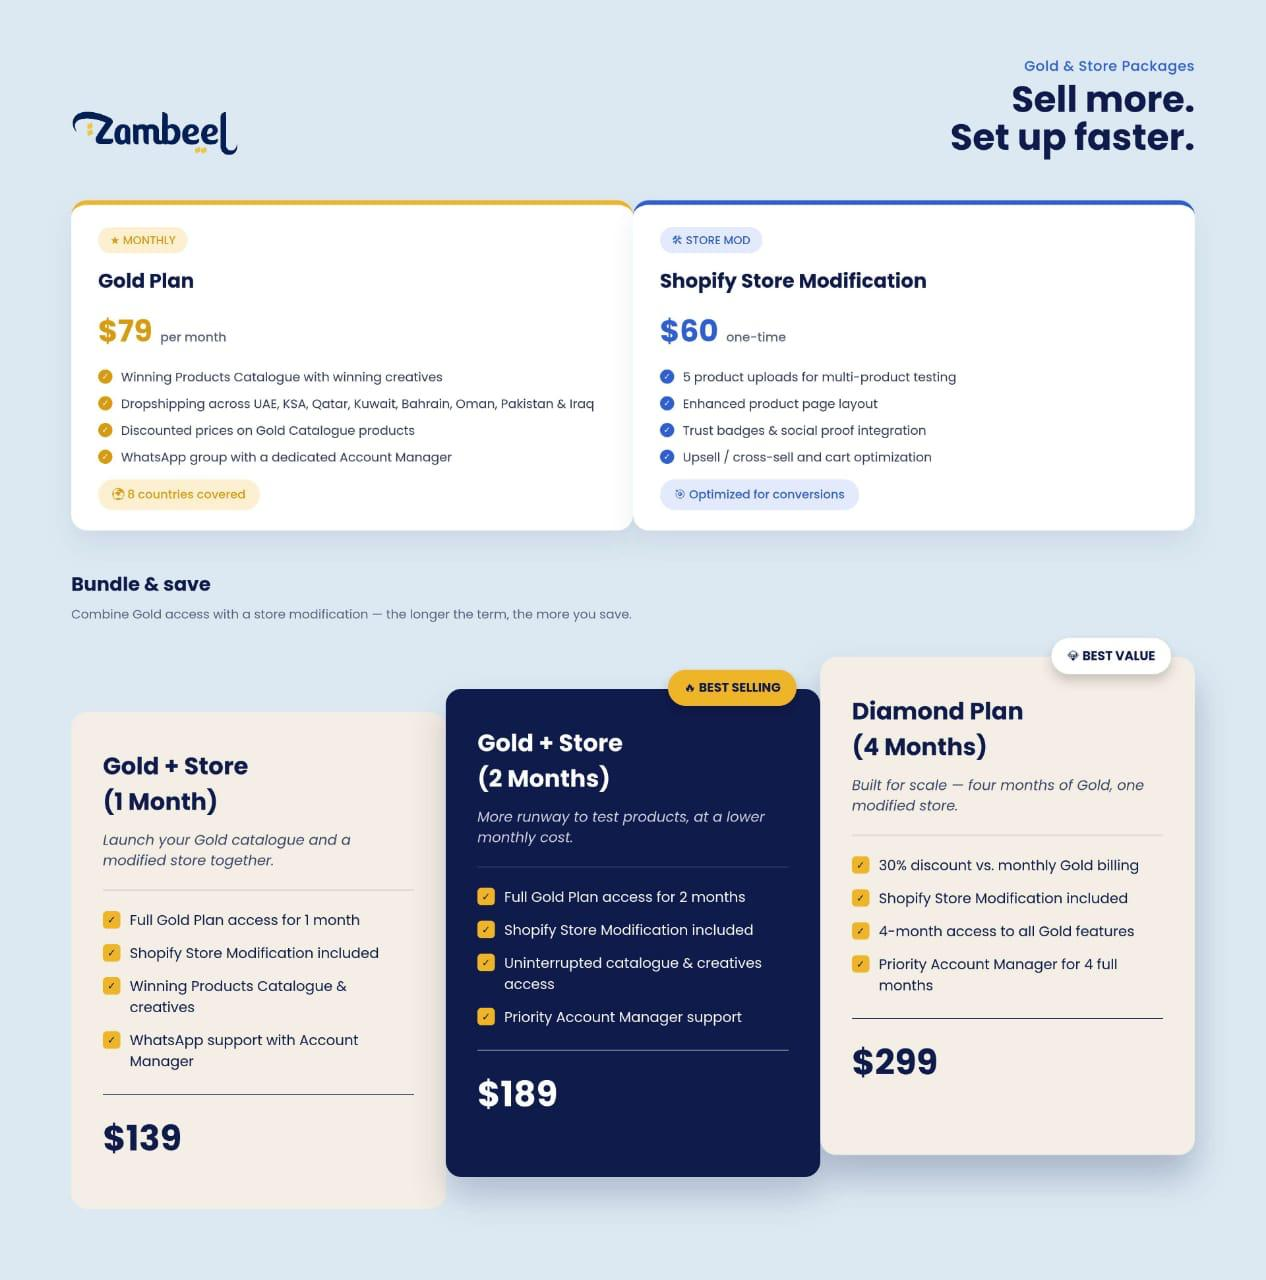 Zambeel
Gold & Store Packages
Sell more.
Set up faster.
★ MONTHLY
Gold Plan
$79 per month
✓ Winning Products Catalogue with winning creatives
✓ Dropshipping across UAE, KSA, Qatar, Kuwait, Bahrain, Oman, Pakistan & Iraq
✓ Discounted prices on Gold Catalogue products
✓ WhatsApp group with a dedicated Account Manager
🌍 8 countries covered
🛠 STORE MOD
Shopify Store Modification
$60 one-time
✓ 5 product uploads for multi-product testing
✓ Enhanced product page layout
✓ Trust badges & social proof integration
✓ Upsell / cross-sell and cart optimization
🎯 Optimized for conversions
Bundle & save
Combine Gold access with a store modification — the longer the term, the more you save.
Gold + Store
(1 Month)
Launch your Gold catalogue and a
modified store together.
✓ Full Gold Plan access for 1 month
✓ Shopify Store Modification included
✓ Winning Products Catalogue &
creatives
✓ WhatsApp support with Account
Manager
$139
🔥 BEST SELLING
Gold + Store
(2 Months)
More runway to test products, at a lower
monthly cost.
✓ Full Gold Plan access for 2 months
✓ Shopify Store Modification included
✓ Uninterrupted catalogue & creatives
access
✓ Priority Account Manager support
$189
💎 BEST VALUE
Diamond Plan
(4 Months)
Built for scale — four months of Gold, one
modified store.
✓ 30% discount vs. monthly Gold billing
✓ Shopify Store Modification included
✓ 4-month access to all Gold features
✓ Priority Account Manager for 4 full
months
$299